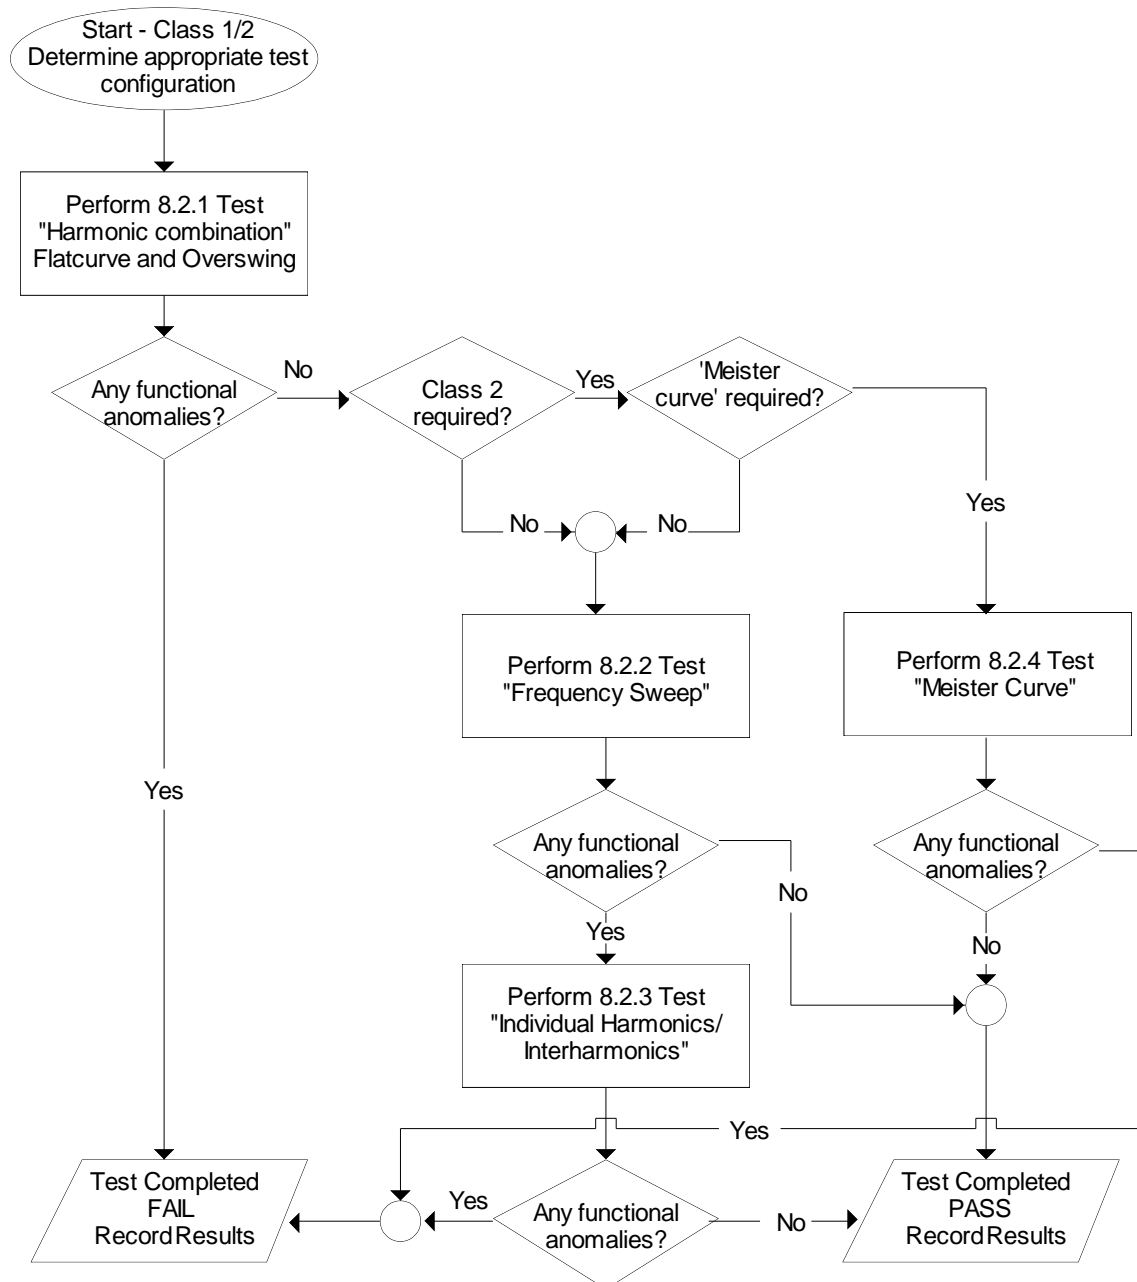 Start - Class 1/2
Determine appropriate test
configuration
Perform 8.2.1 Test
"Harmonic combination"
Flatcurve and Overswing
Any functional
anomalies?
No
Class 2
required?
Yes
'Meister
curve' required?
No
No
Yes
Perform 8.2.2 Test
"Frequency Sweep"
Perform 8.2.4 Test
"Meister Curve"
Yes
Any functional
anomalies?
No
Any functional
anomalies?
Yes
No
Perform 8.2.3 Test
"Individual Harmonics/
Interharmonics"
Yes
Test Completed
FAIL
Record Results
Yes
Any functional
anomalies?
No
Test Completed
PASS
Record Results